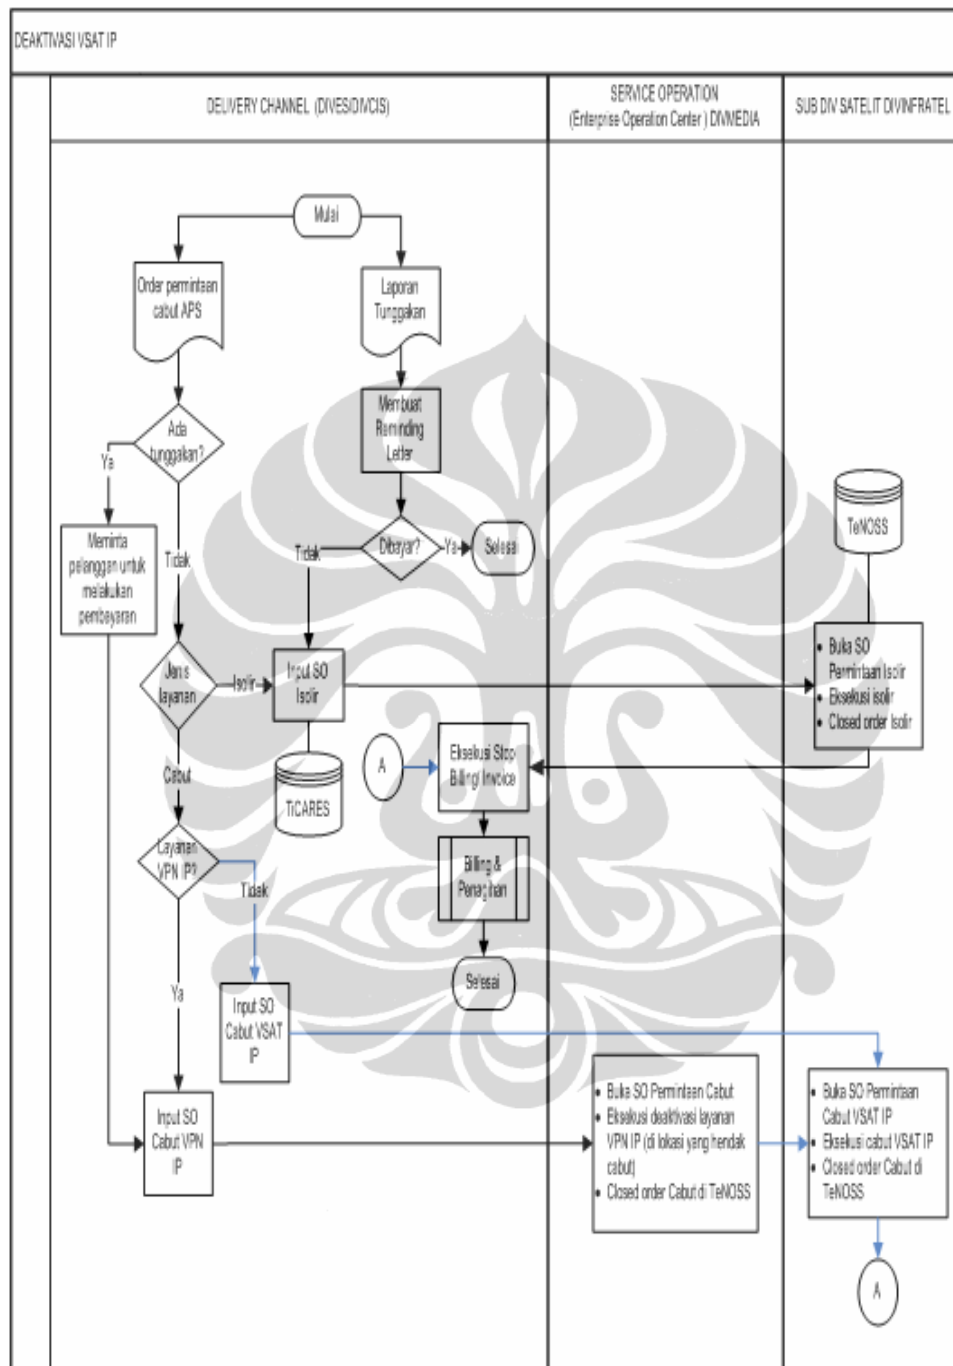 DEAKTIVASI VSAT IP
DELIVERY CHANNEL (DIVES/DIVCIS)
SERVICE OPERATION
(Enterprise Operation Center ) DIVMEDIA
SUB DIV SATELIT DIVINFRATEL
Mulai
Order permintaan
cabut APS
Laporan
Tunggakan
Ada
tunggakan?
Membuat
Reminding
Letter
Ya
Meminta
pelanggan untuk
melakukan
pembayaran
Tidak
Tidak
Dibayar?
Ya
Selesai
TeNOSS
Jenis
layanan
Isolir
Input SO
Isolir
• Buka SO
Permintaan Isolir
• Eksekusi isolir
• Closed order Isolir
Cabut
TiCARES
A
Eksekusi Stop
Billing/ Invoice
Layanan
VPN IP?
Tidak
Billing &
Penagihan
Ya
Selesai
Input SO
Cabut VSAT
IP
Input SO
Cabut VPN
IP
• Buka SO Permintaan Cabut
• Eksekusi deaktivasi layanan
VPN IP (di lokasi yang hendak
cabut)
• Closed order Cabut di TeNOSS
• Buka SO Permintaan
Cabut VSAT IP
• Eksekusi cabut VSAT IP
• Closed order Cabut di
TeNOSS
A